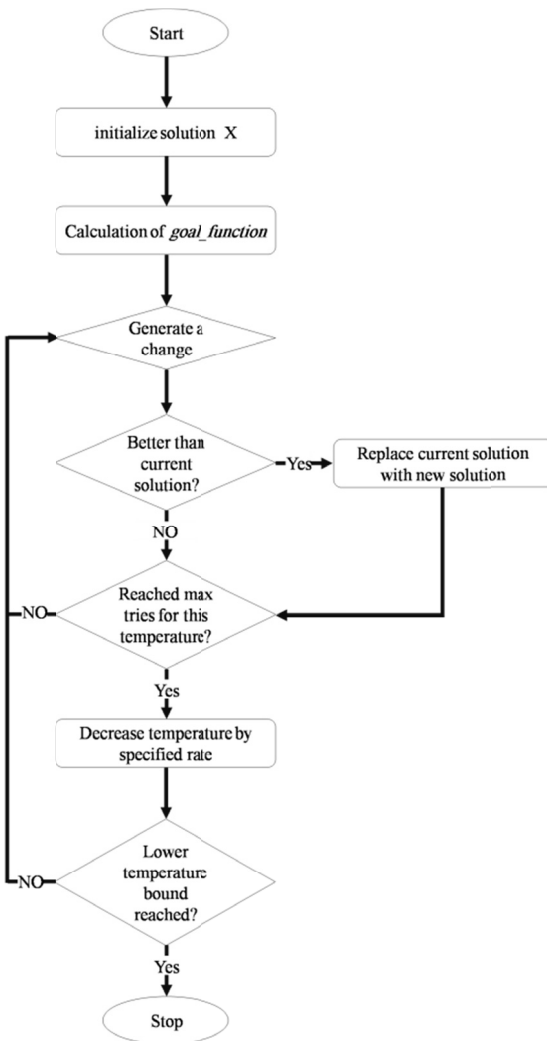 Start
initialize solution X
Calculation of goal_function
Generate a
change
Better than
current
solution?
Yes
Replace current solution
with new solution
NO
Reached max
tries for this
temperature?
NO
Yes
Decrease temperature by
specified rate
Lower
temperature
bound
reached?
NO
Yes
Stop